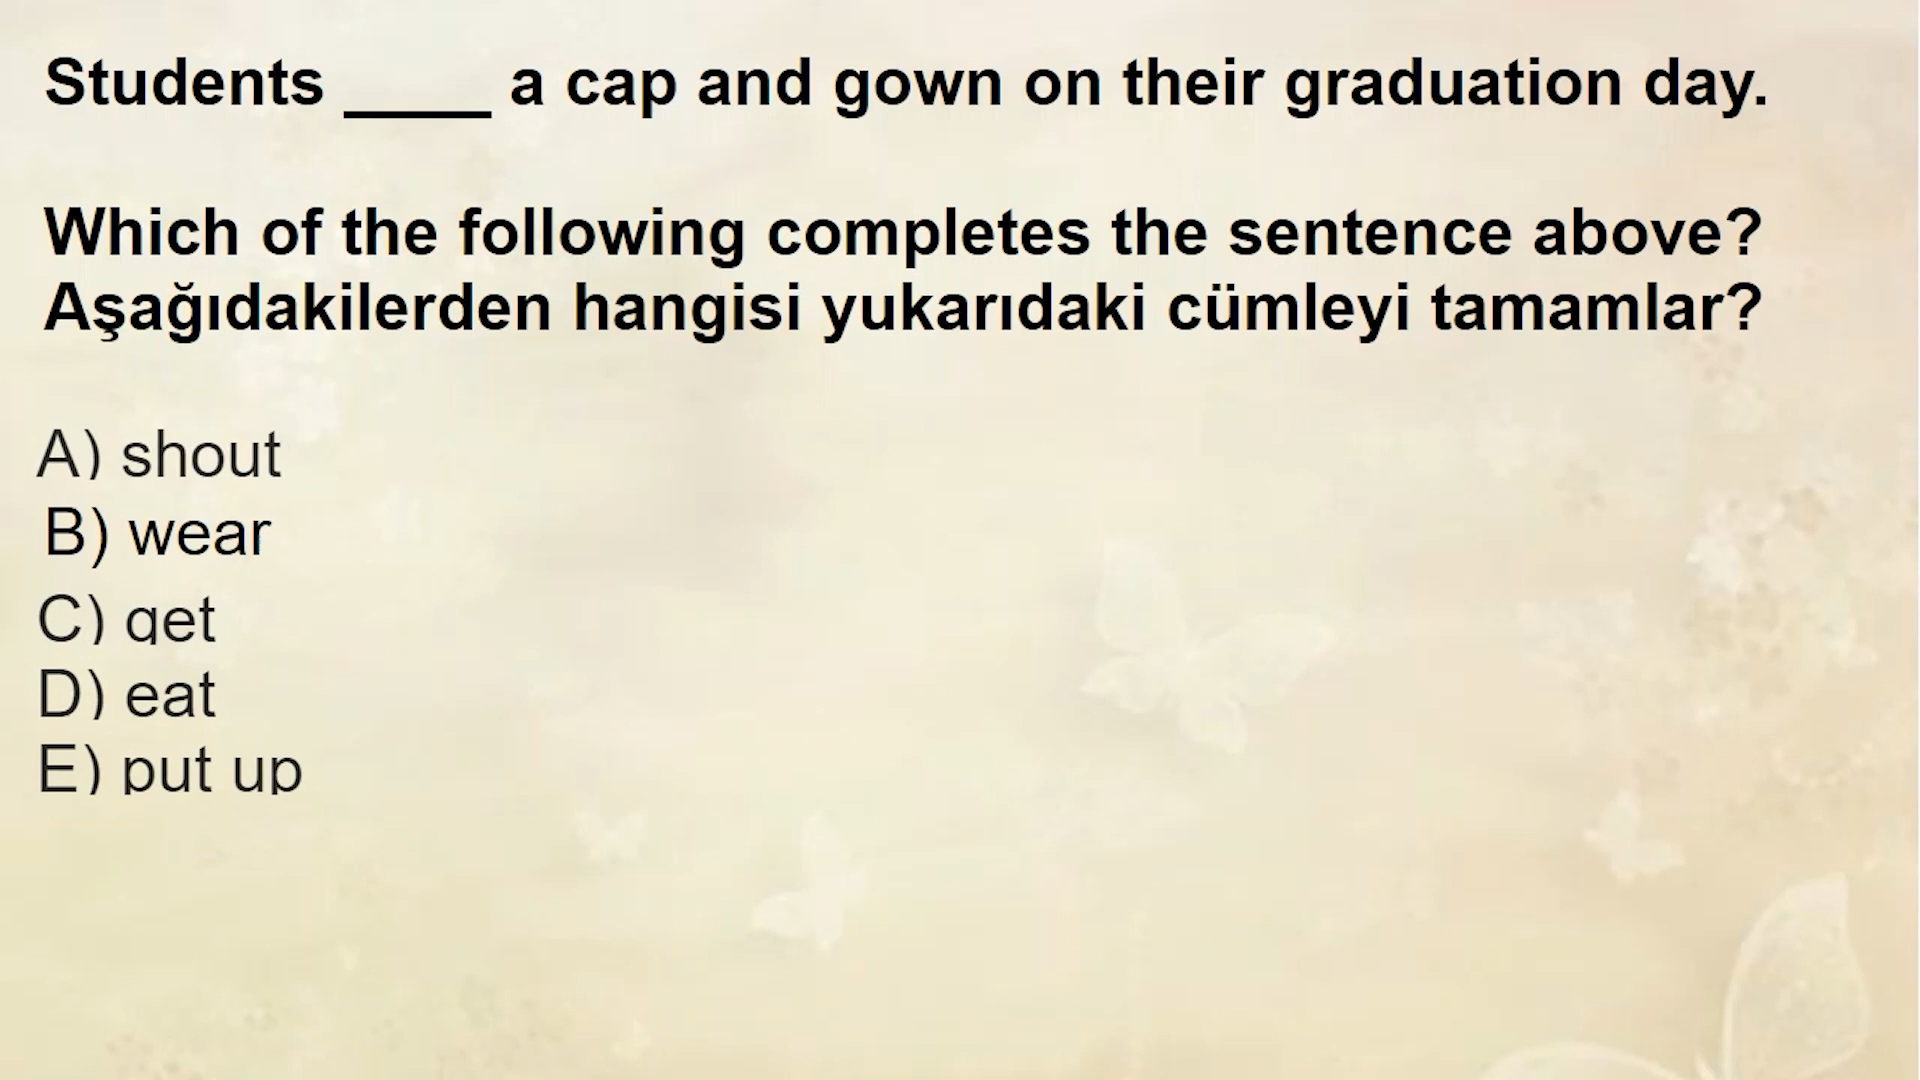 Students ____ a cap and gown on their graduation day.
Which of the following completes the sentence above?
Aşağıdakilerden hangisi yukarıdaki cümleyi tamamlar?
A) shout
B) wear
C) get
D) eat
E) put up